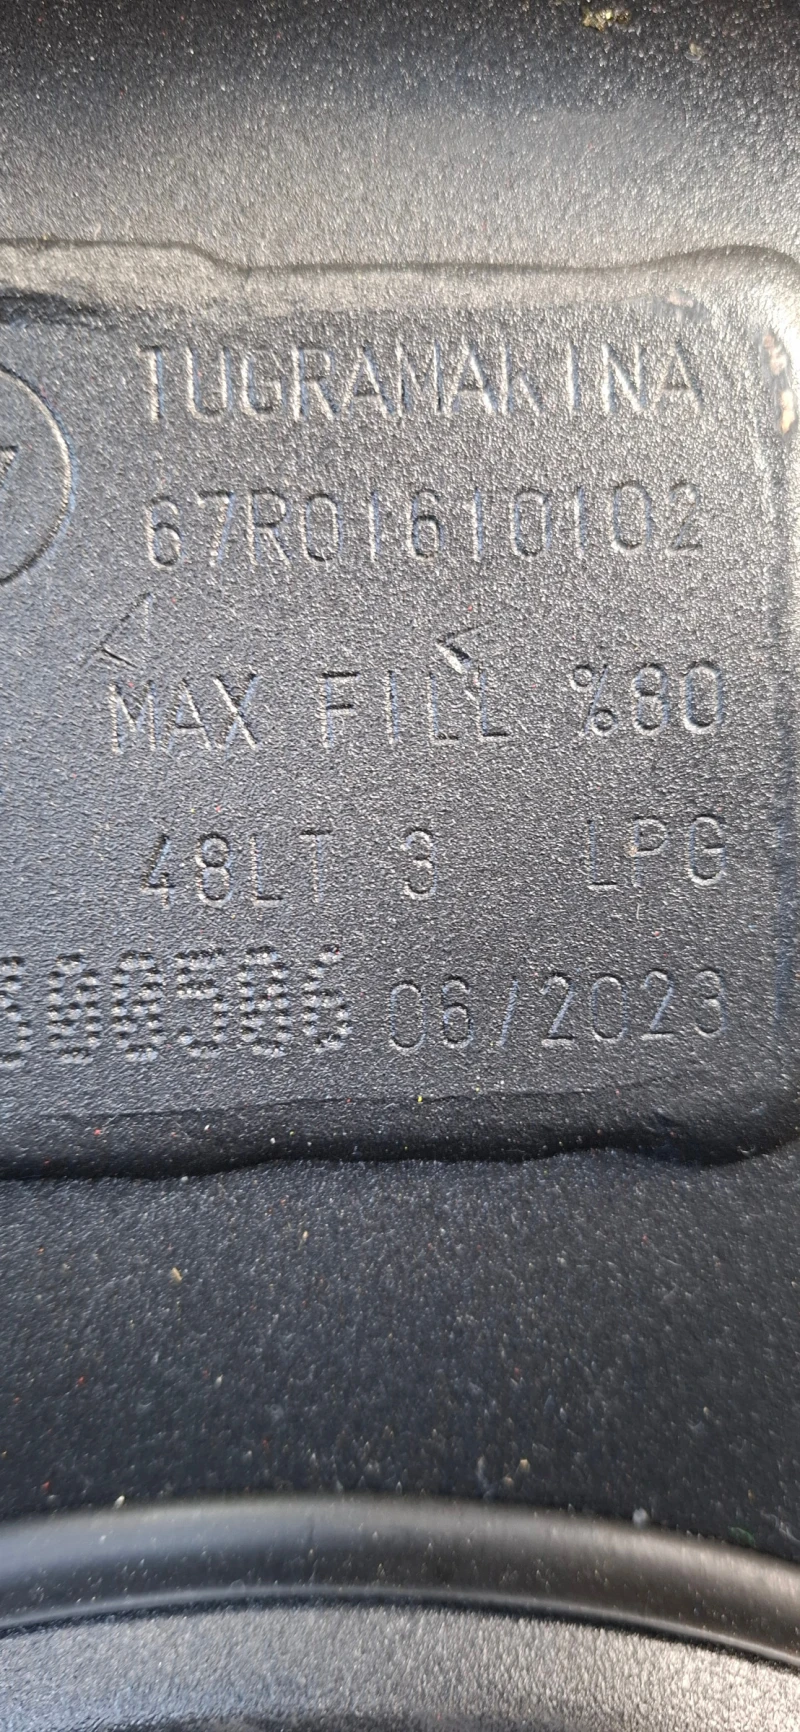 TUGRAMAKINA
67R01610102
MAX FILL %80
48LT 3 LPG
06/2023